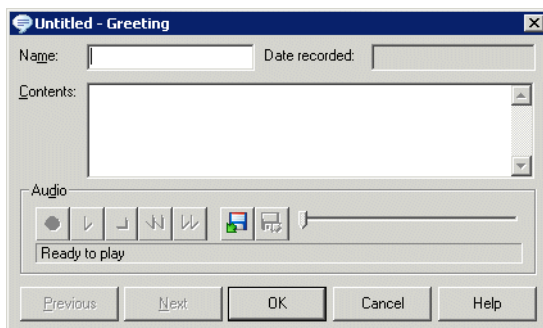 Untitled - Greeting
Name: Date recorded:
Contents:
Audio
Ready to play
Previous Next OK Cancel Help